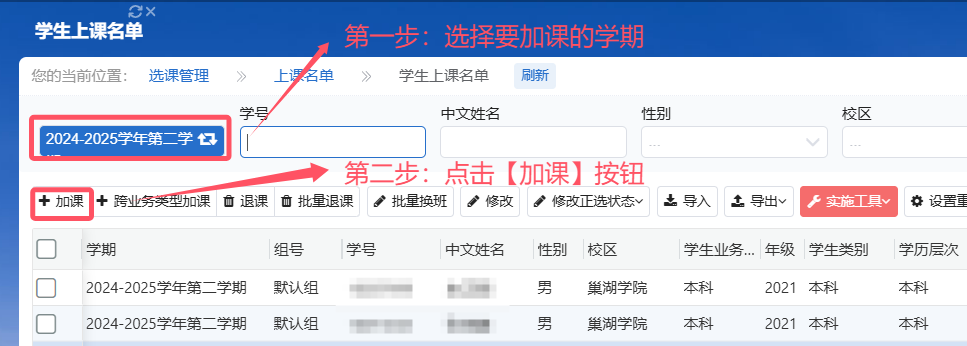 学生上课名单
第一步：选择要加课的学期
您的当前位置： 选课管理 上课名单 学生上课名单 刷新
学号 中文姓名 性别 校区
2024-2025学年第二学 ... ...
第二步：点击【加课】按钮
加课 跨业务类型加课 退课 批量退课 批量换班 修改 修改正选状态 导入 导出 实施工具 设置重
学期 组号 学号 中文姓名 性别 校区 学生业务... 年级 学生类别 学历层次
2024-2025学年第二学期 默认组 男 巢湖学院 本科 2021 本科 本科
2024-2025学年第二学期 默认组 男 巢湖学院 本科 2021 本科 本科